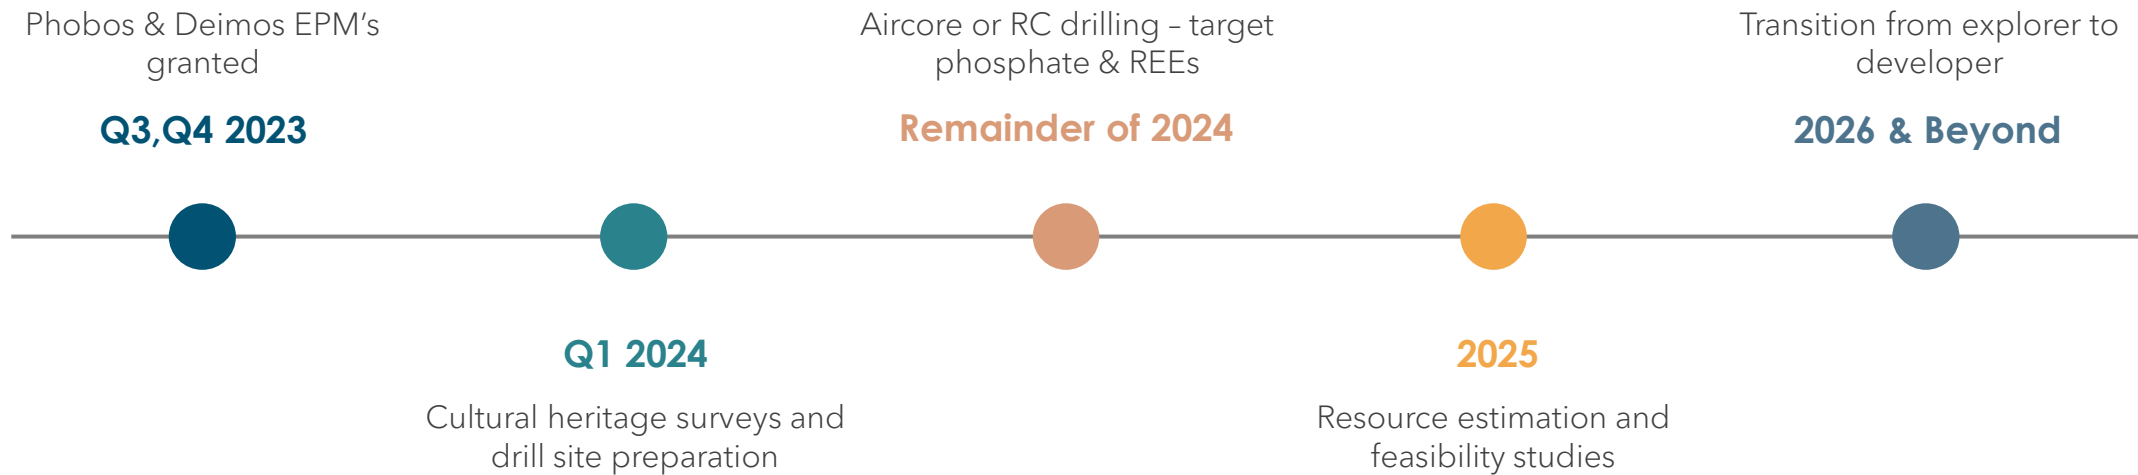 Phobos & Deimos EPM's
granted
Q3,Q4 2023
Q1 2024
Cultural heritage surveys and
drill site preparation
Aircore or RC drilling – target
phosphate & REEs
Remainder of 2024
2025
Resource estimation and
feasibility studies
Transition from explorer to
developer
2026 & Beyond